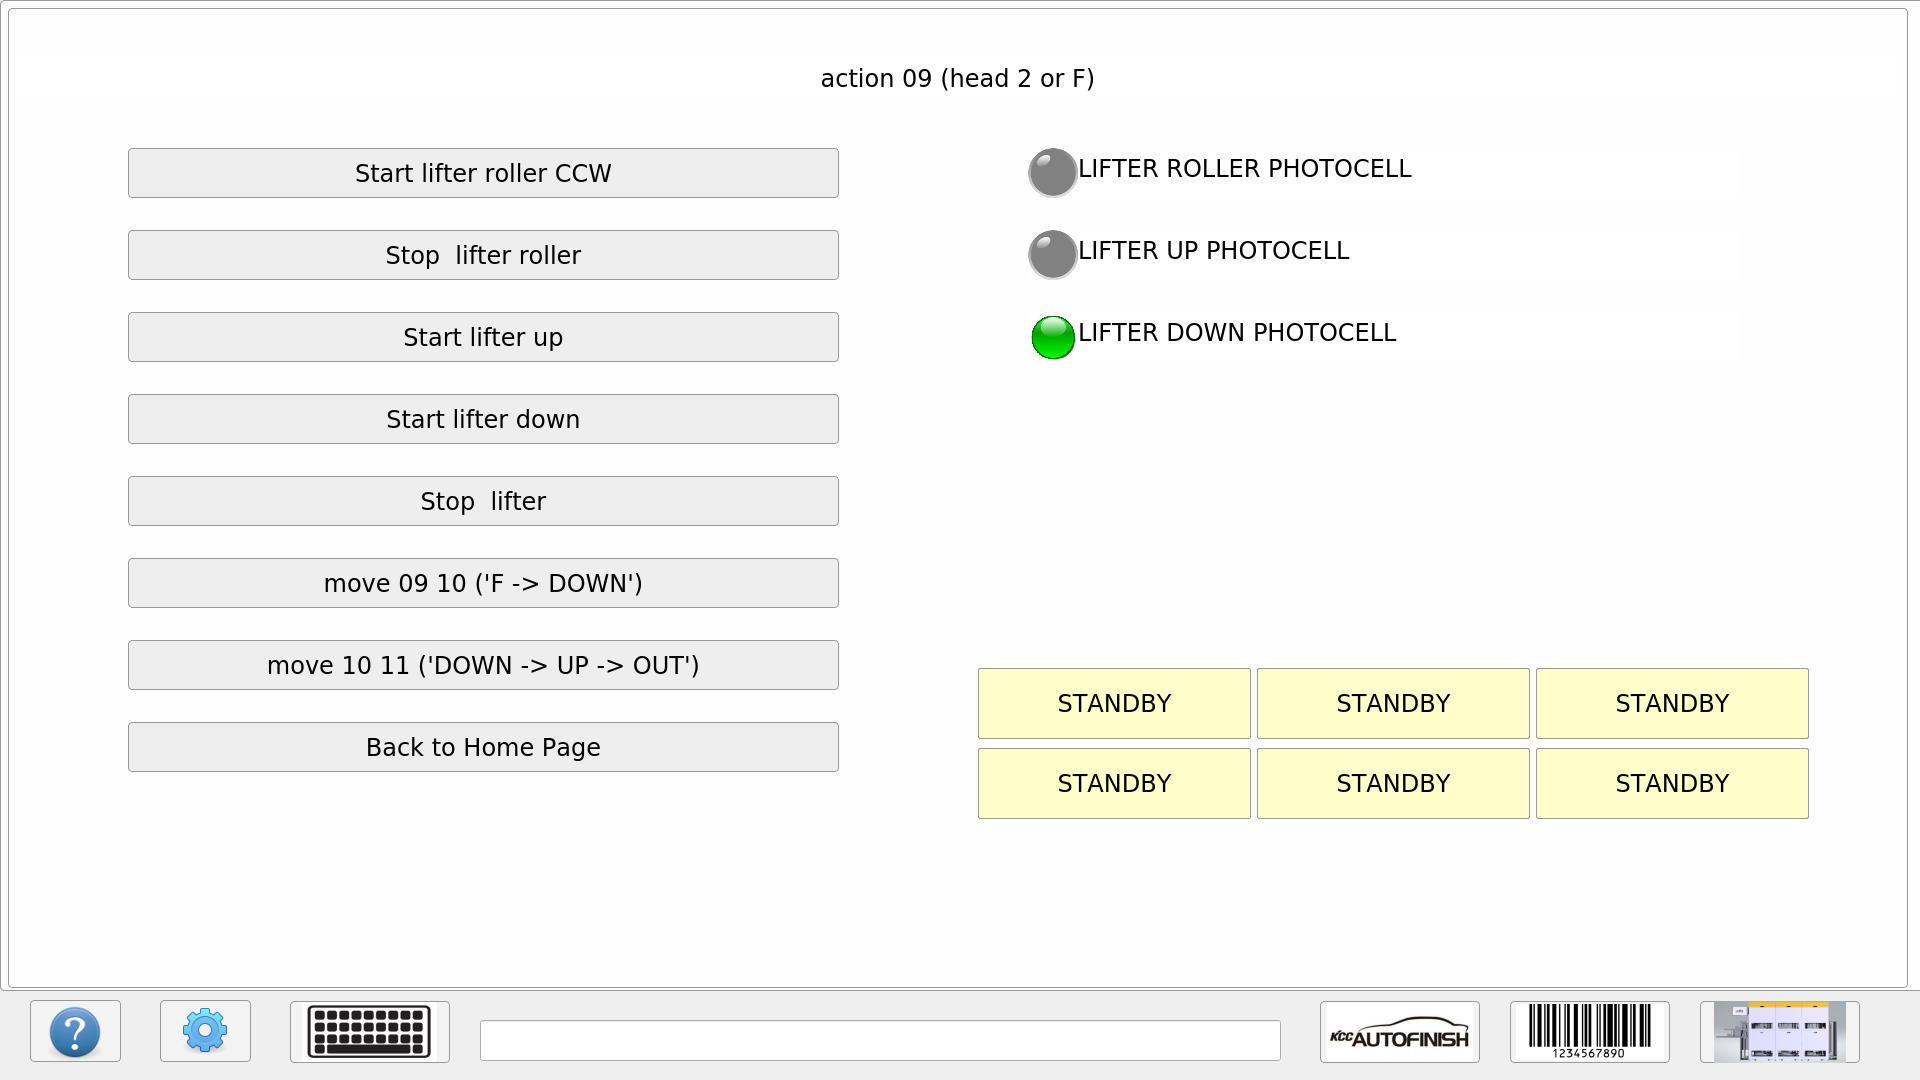 action 09 (head 2 or F)
Start lifter roller CCW
Stop  lifter roller
Start lifter up
Start lifter down
Stop  lifter
move 09 10 ('F -> DOWN')
move 10 11 ('DOWN -> UP -> OUT')
Back to Home Page
LIFTER ROLLER PHOTOCELL
LIFTER UP PHOTOCELL
LIFTER DOWN PHOTOCELL
STANDBY STANDBY STANDBY
STANDBY STANDBY STANDBY
?
KCC AUTOFINISH
1234567890